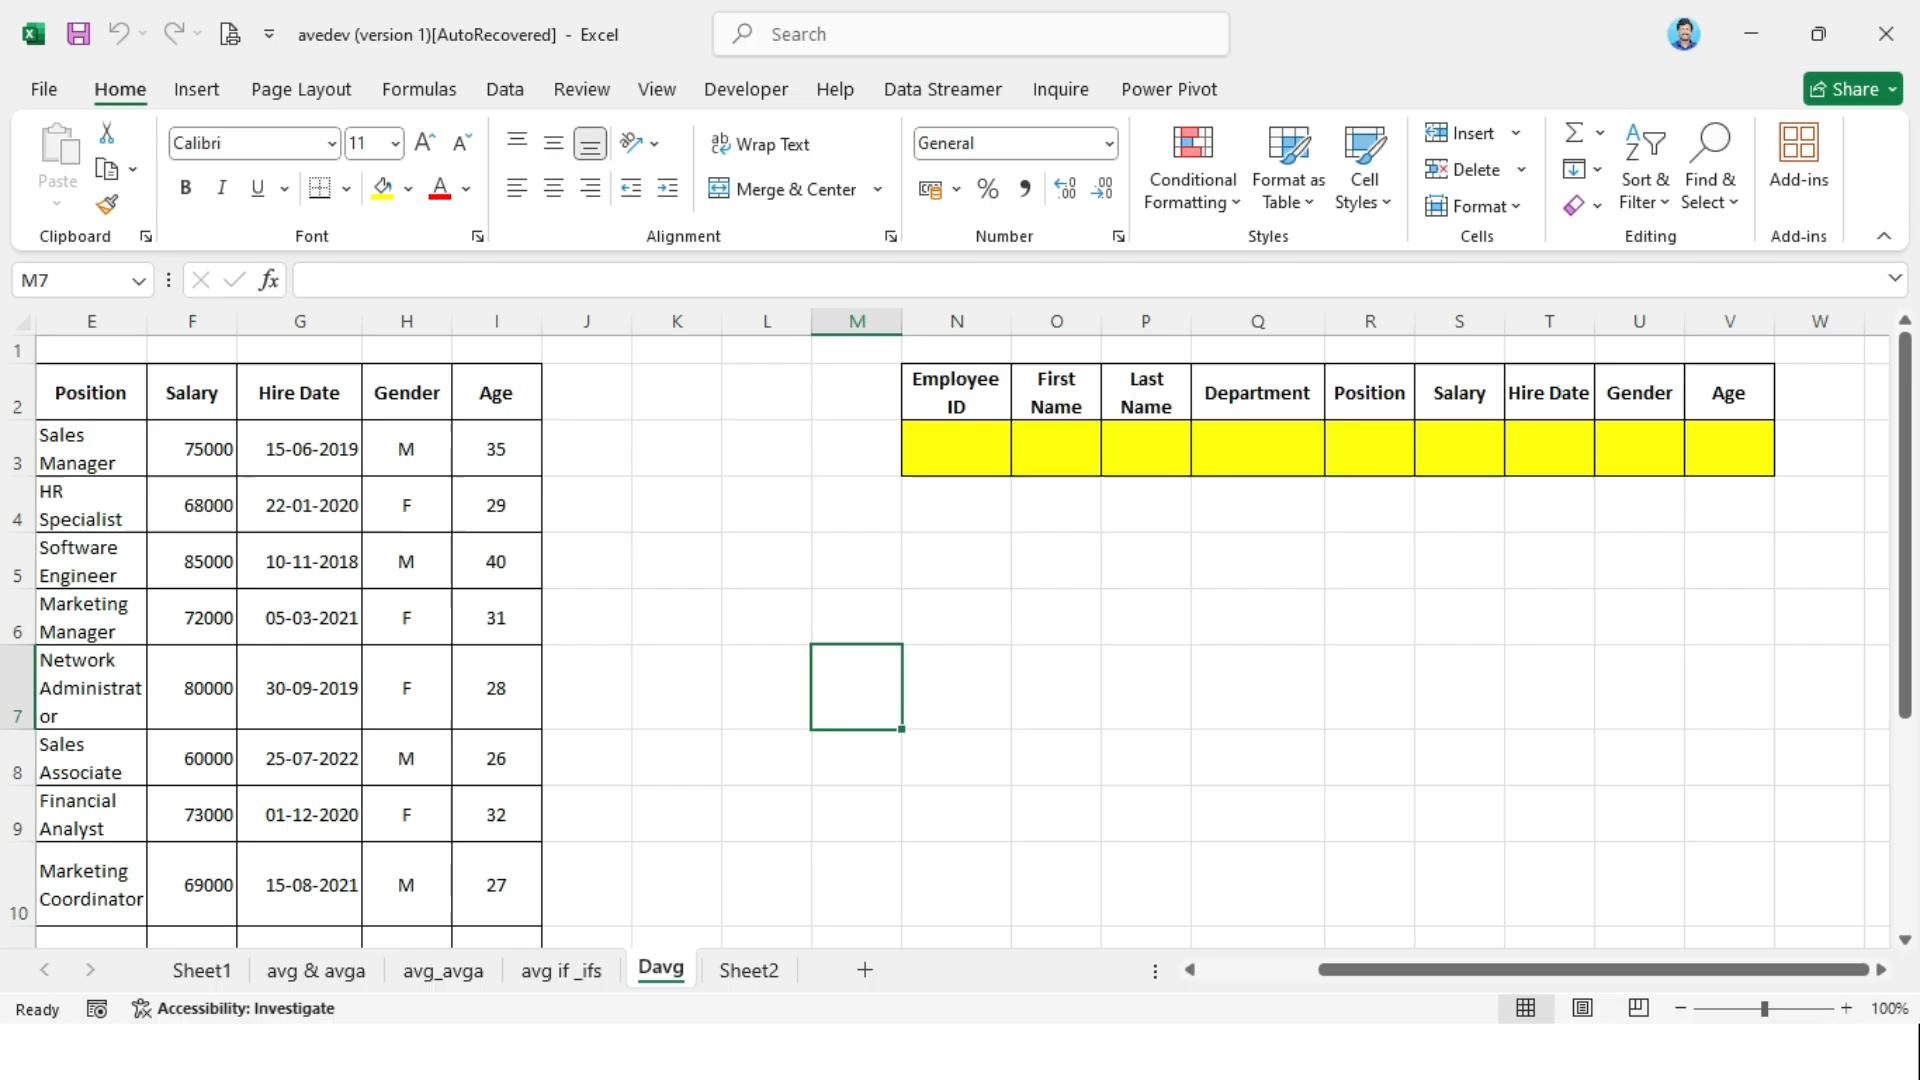 avedev (version 1)[AutoRecovered] - Excel
Search
File Home Insert Page Layout Formulas Data Review View Developer Help Data Streamer Inquire Power Pivot
Share
Paste
Clipboard
Calibri 11
B I U A
Font
ab Wrap Text
Merge & Center
Alignment
General
%
Number
Conditional Formatting
Format as Table
Cell Styles
Styles
Insert
Delete
Format
Cells
Sort & Filter
Find & Select
Editing
Add-ins
Add-ins
M7
fx
E F G H I J K L M N O P Q R S T U V W
1
2 Position Salary Hire Date Gender Age Employee ID First Name Last Name Department Position Salary Hire Date Gender Age
3 Sales Manager 75000 15-06-2019 M 35
4 HR Specialist 68000 22-01-2020 F 29
5 Software Engineer 85000 10-11-2018 M 40
6 Marketing Manager 72000 05-03-2021 F 31
7 Network Administrator 80000 30-09-2019 F 28
8 Sales Associate 60000 25-07-2022 M 26
9 Financial Analyst 73000 01-12-2020 F 32
10 Marketing Coordinator 69000 15-08-2021 M 27
Sheet1 avg & avga avg_avga avg if _ifs Davg Sheet2
Ready Accessibility: Investigate 100%